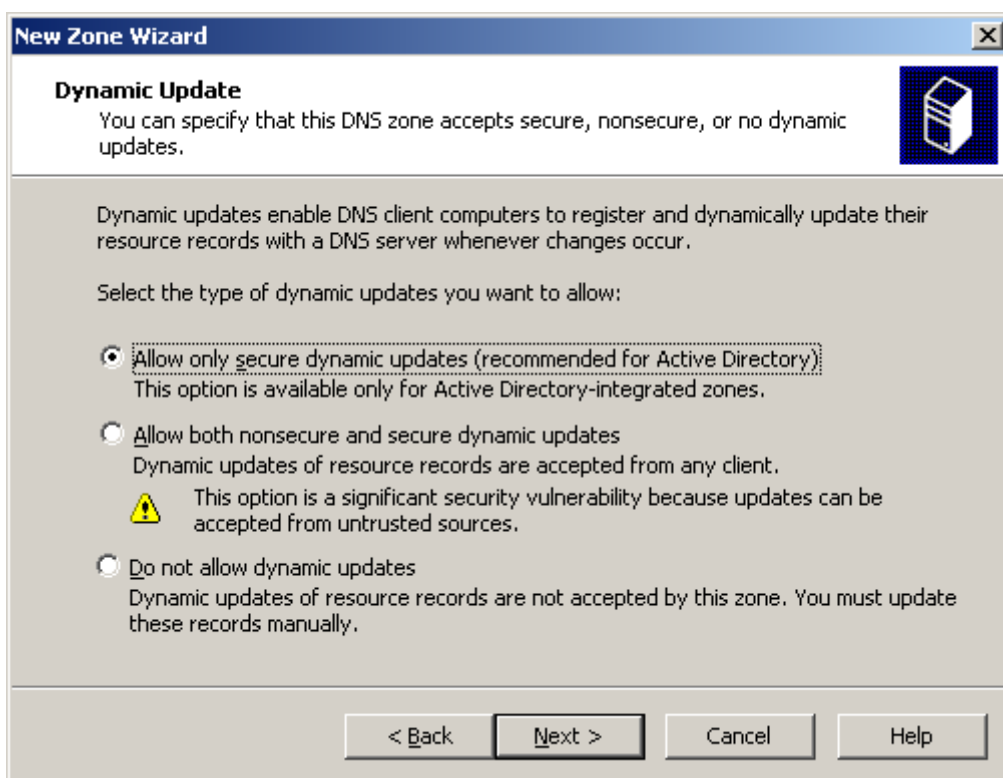 New Zone Wizard
Dynamic Update
You can specify that this DNS zone accepts secure, nonsecure, or no dynamic
updates.
Dynamic updates enable DNS client computers to register and dynamically update their
resource records with a DNS server whenever changes occur.
Select the type of dynamic updates you want to allow:
Allow only secure dynamic updates (recommended for Active Directory)
This option is available only for Active Directory-integrated zones.
Allow both nonsecure and secure dynamic updates
Dynamic updates of resource records are accepted from any client.
This option is a significant security vulnerability because updates can be
accepted from untrusted sources.
Do not allow dynamic updates
Dynamic updates of resource records are not accepted by this zone. You must update
these records manually.
< Back Next > Cancel Help